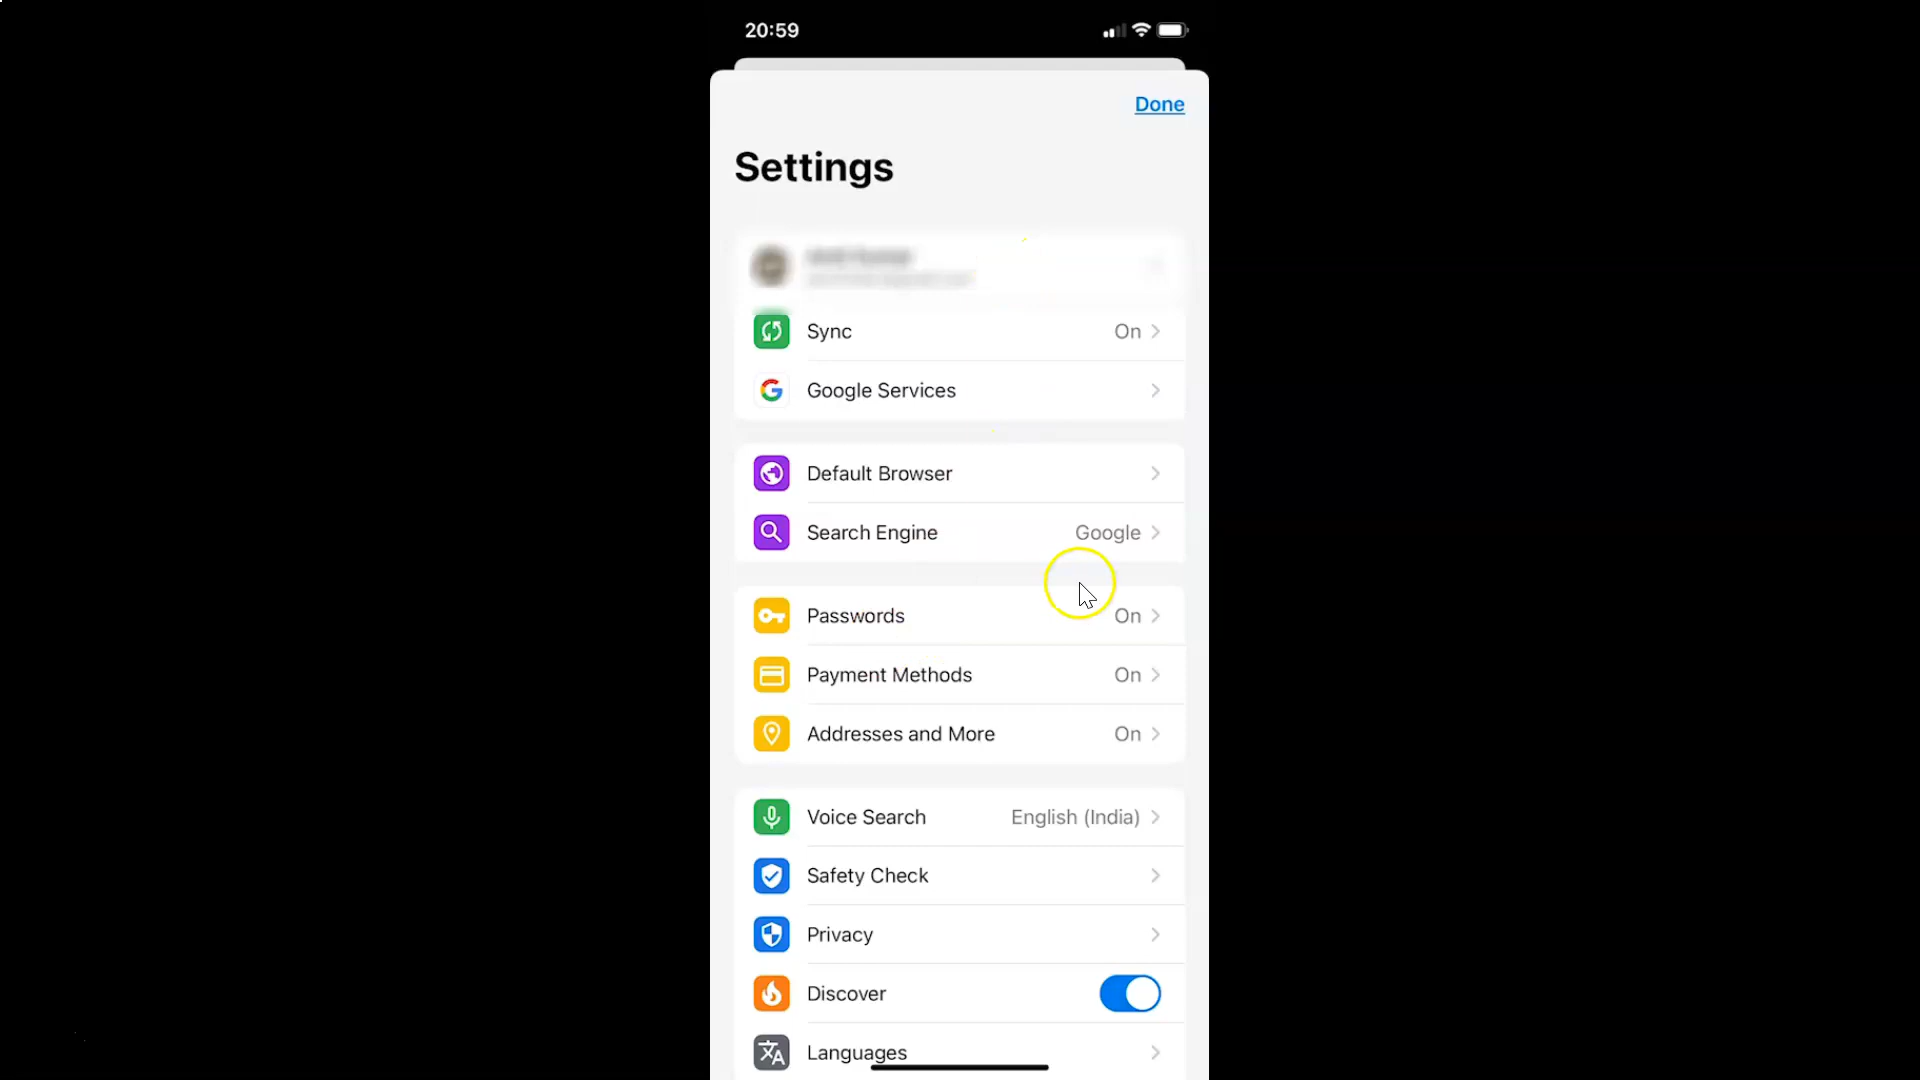 20:59
Done
Settings
Sync On
Google Services
Default Browser
Search Engine Google
Passwords On
Payment Methods On
Addresses and More On
Voice Search English (India)
Safety Check
Privacy
Discover
Languages